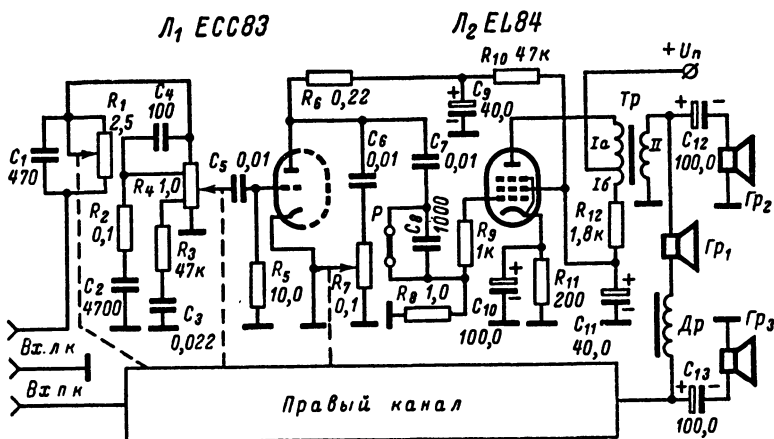 Л₁ ECC83
Л₂ EL84
R₁
2,5
C₄
100
C₁
470
R₂
0,1
R₄ 1,0
R₃
47к
C₂
4700
C₃
0,022
C₅ 0,01
R₅
10,0
R₆ 0,22
C₆
0,01
C₇
0,01
R₇
0,1
P
C₈ 1000
R₈ 1,0
R₉
1к
C₉
40,0
+
-
R₁₀ 47к
C₁₀
100,0
+
-
R₁₁
200
+Uп
Тр
Iа
Iб
II
R₁₂
1,8к
C₁₁
40,0
+
-
+ -
C₁₂
100,0
Гр₂
Гр₁
Др
Гр₃
C₁₃
+ -
100,0
Вх.лк
Вх пк
Правый канал